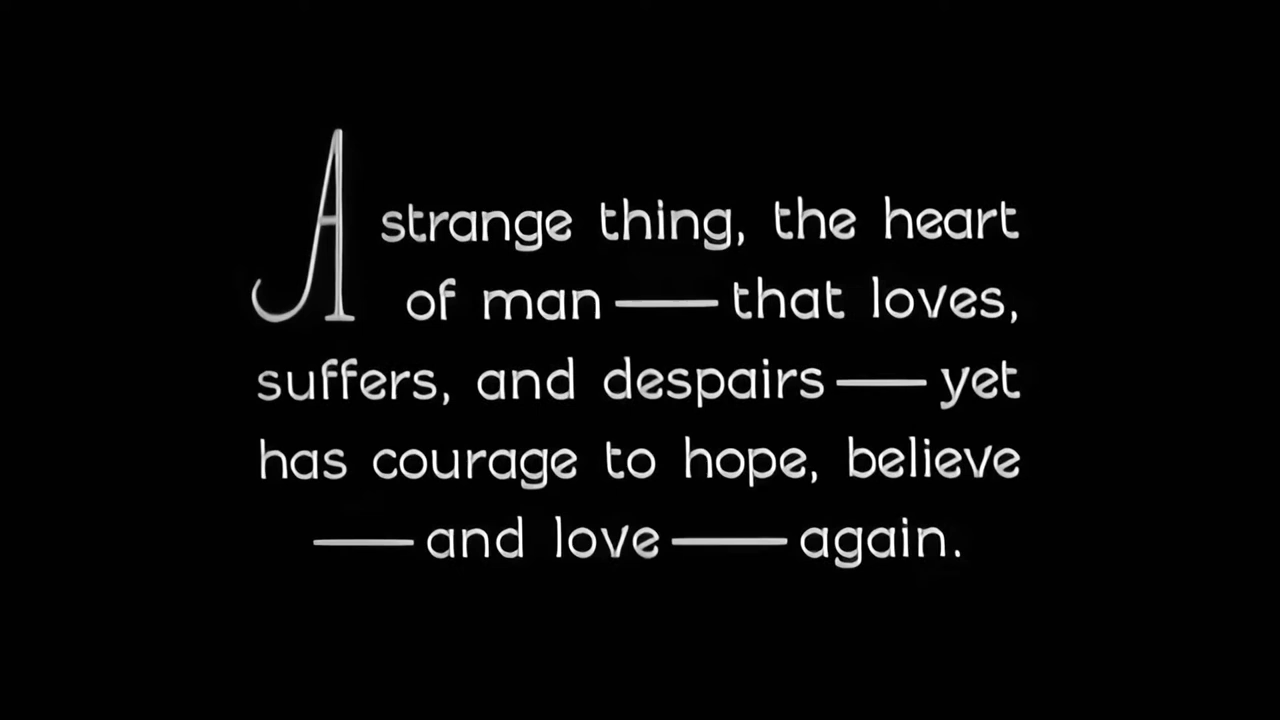 A strange thing, the heart
of man — that loves,
suffers, and despairs — yet
has courage to hope, believe
— and love — again.